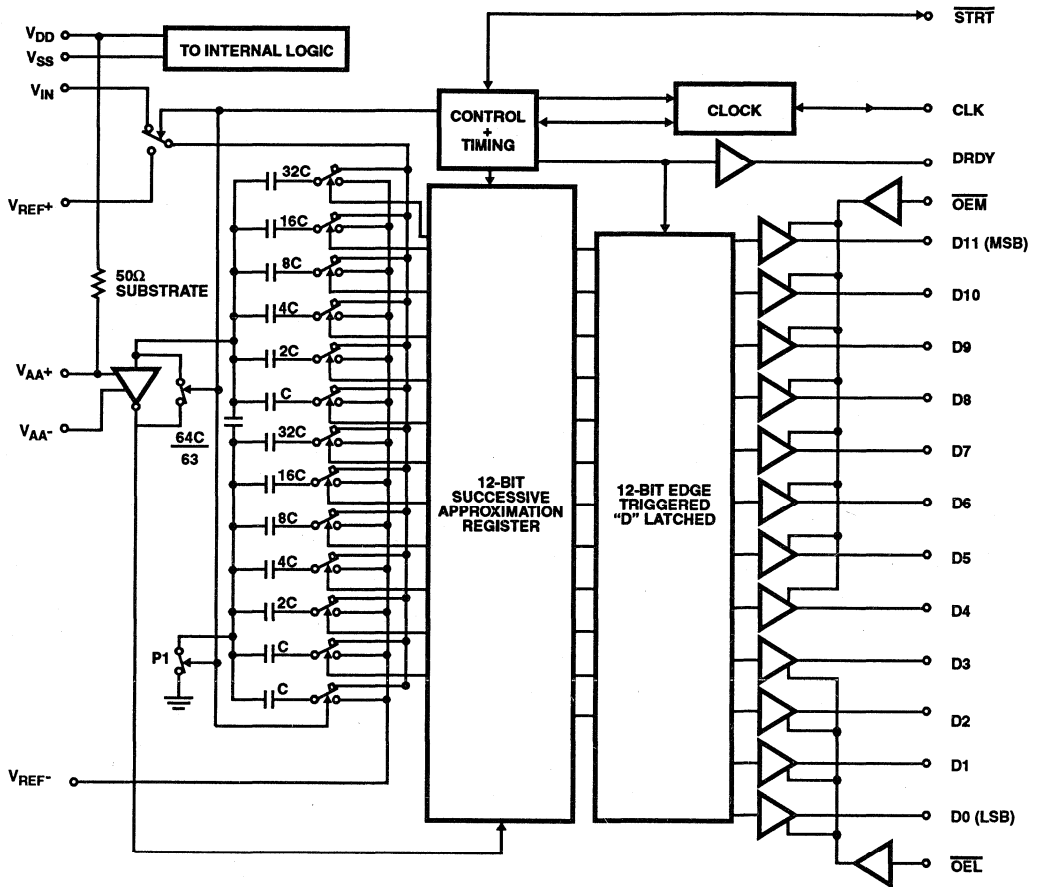 VDD
VSS
TO INTERNAL LOGIC
VIN
VREF+
50Ω
SUBSTRATE
VAA+
VAA-
64C
63
P1
VREF-
32C
16C
8C
4C
2C
C
32C
16C
8C
4C
2C
C
C
CONTROL
+
TIMING
CLOCK
12-BIT
SUCCESSIVE
APPROXIMATION
REGISTER
12-BIT EDGE
TRIGGERED
“D” LATCHED
STRT
CLK
DRDY
OEM
D11 (MSB)
D10
D9
D8
D7
D6
D5
D4
D3
D2
D1
D0 (LSB)
OEL